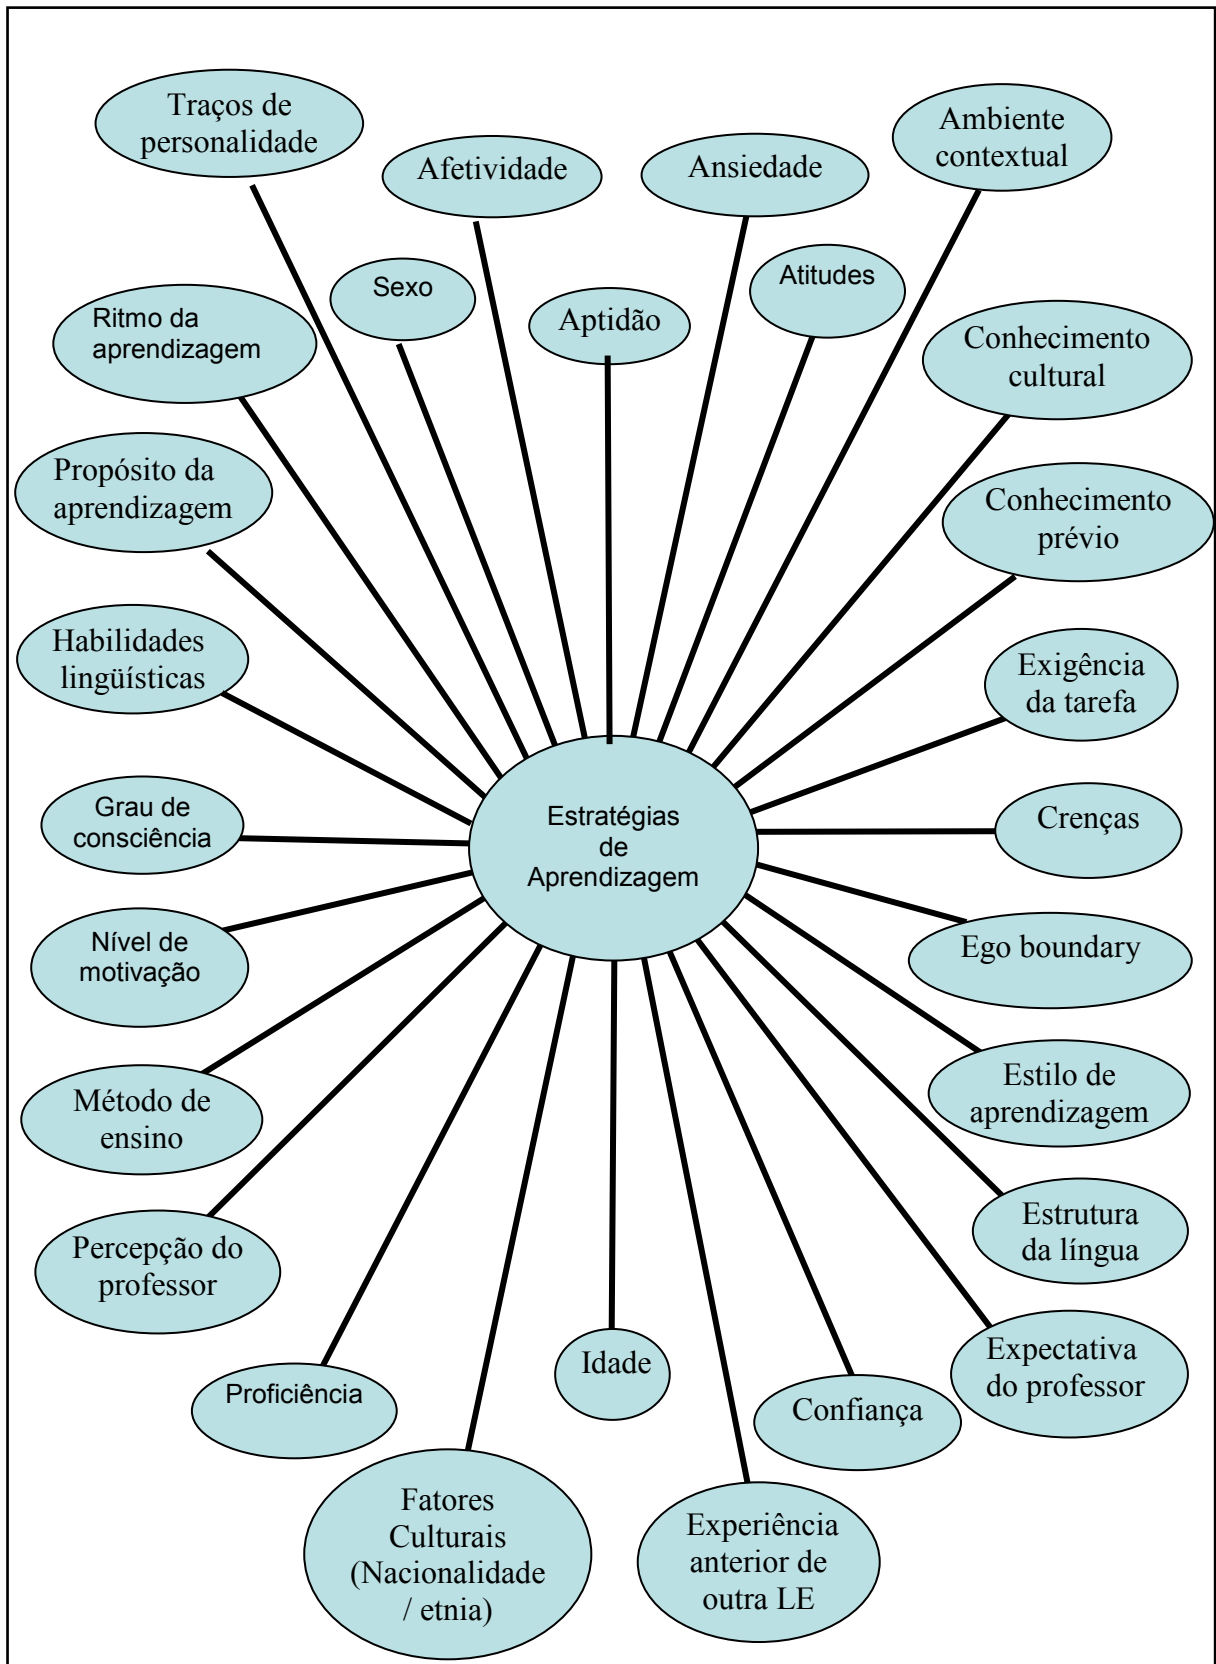 Traços de
personalidade
Afetividade
Ansiedade
Ambiente
contextual
Sexo
Atitudes
Aptidão
Ritmo da
aprendizagem
Conhecimento
cultural
Propósito da
aprendizagem
Conhecimento
prévio
Habilidades
lingüísticas
Exigência
da tarefa
Grau de
consciência
Estratégias
de
Aprendizagem
Crenças
Nível de
motivação
Ego boundary
Método de
ensino
Estilo de
aprendizagem
Percepção do
professor
Estrutura
da língua
Proficiência
Idade
Confiança
Expectativa
do professor
Fatores
Culturais
(Nacionalidade
/ etnia)
Experiência
anterior de
outra LE